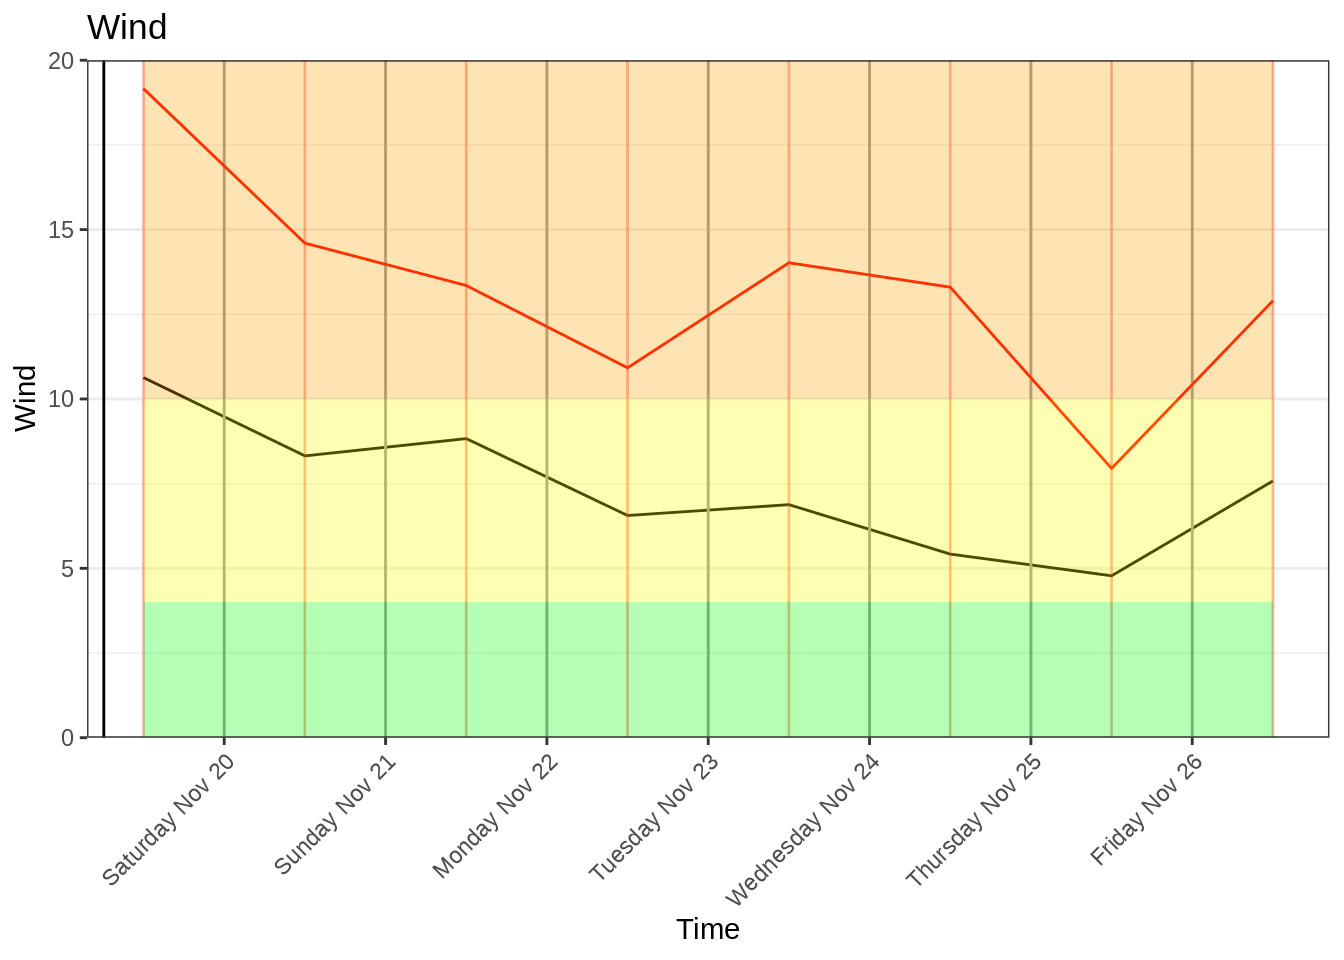 Wind
20
15
10
5
0
Wind
Saturday Nov 20
Sunday Nov 21
Monday Nov 22
Tuesday Nov 23
Wednesday Nov 24
Thursday Nov 25
Friday Nov 26
Time